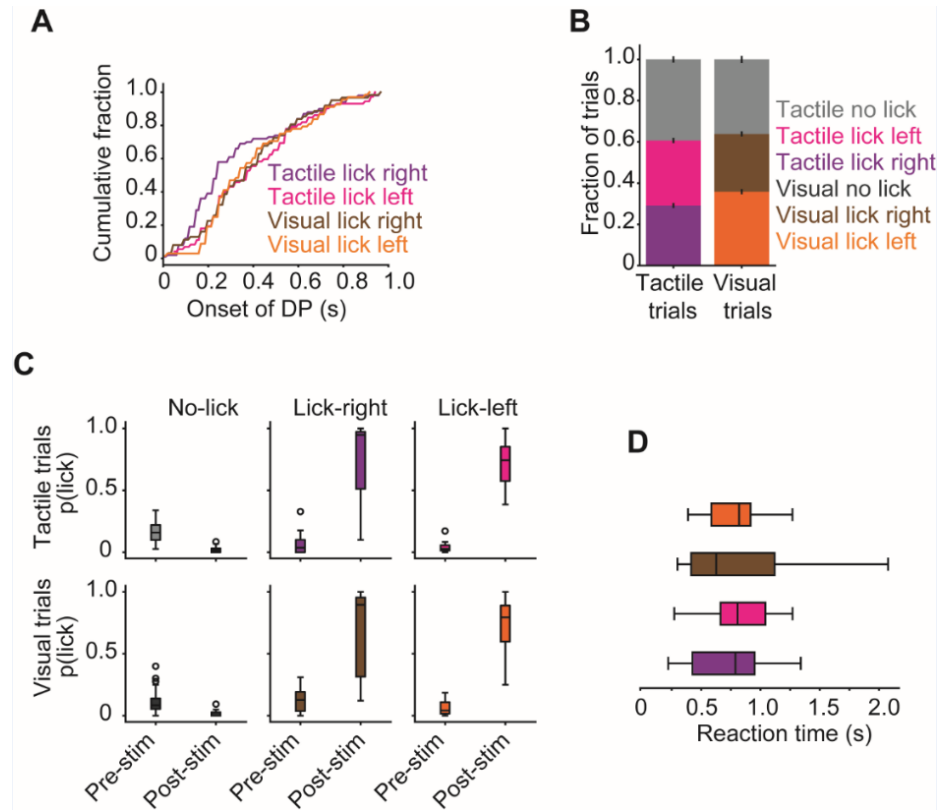 A
Cumulative fraction
1.0
0.8
0.6
0.4
0.2
0
0 0.2 0.4 0.6 0.8 1.0
Onset of DP (s)
Tactile lick right
Tactile lick left
Visual lick right
Visual lick left
B
Fraction of trials
1.0
0.8
0.6
0.4
0.2
0
Tactile trials
Visual trials
Tactile no lick
Tactile lick left
Tactile lick right
Visual no lick
Visual lick right
Visual lick left
C
No-lick Lick-right Lick-left
Tactile trials
p(lick)
1.0
0.5
0
Visual trials
p(lick)
1.0
0.5
0
Pre-stim Post-stim Pre-stim Post-stim Pre-stim Post-stim
D
0 0.5 1.0 1.5 2.0
Reaction time (s)